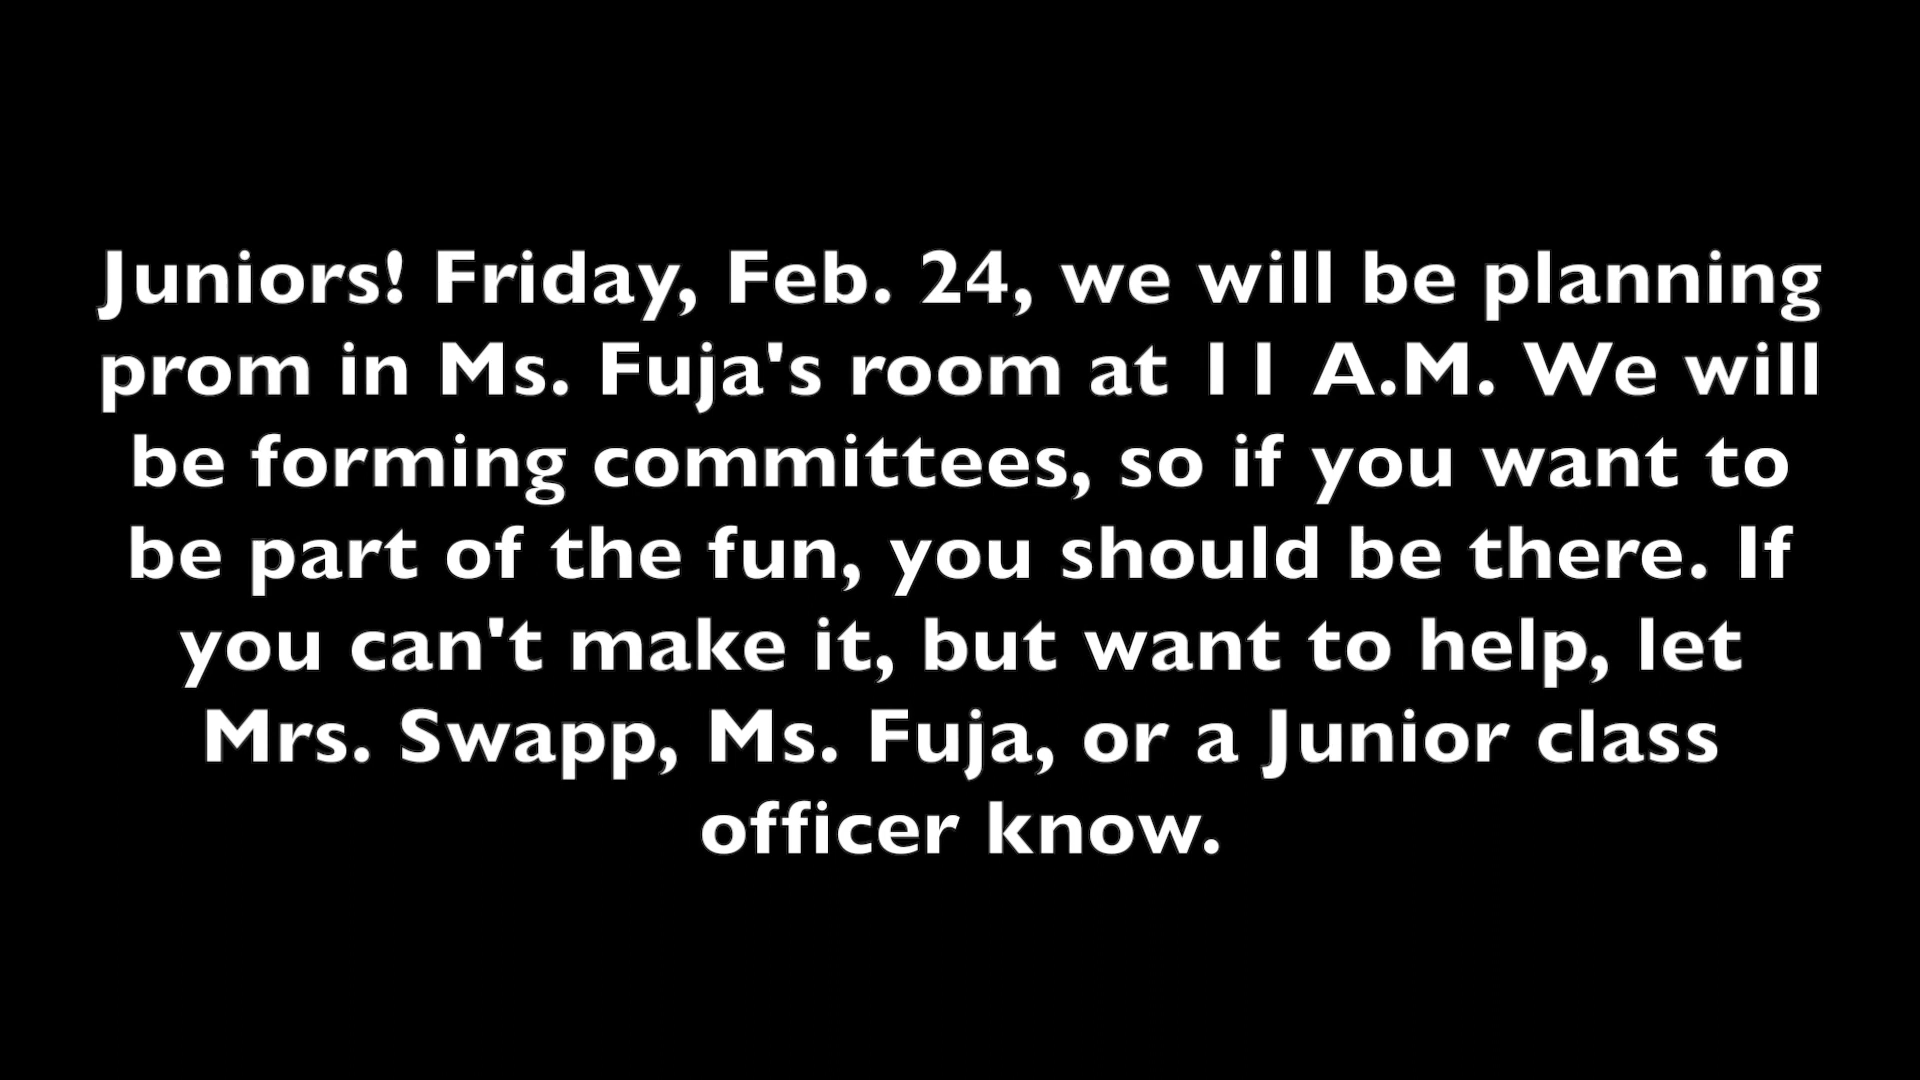 Juniors! Friday, Feb. 24, we will be planning
prom in Ms. Fuja's room at 11 A.M. We will
be forming committees, so if you want to
be part of the fun, you should be there. If
you can't make it, but want to help, let
Mrs. Swapp, Ms. Fuja, or a Junior class
officer know.